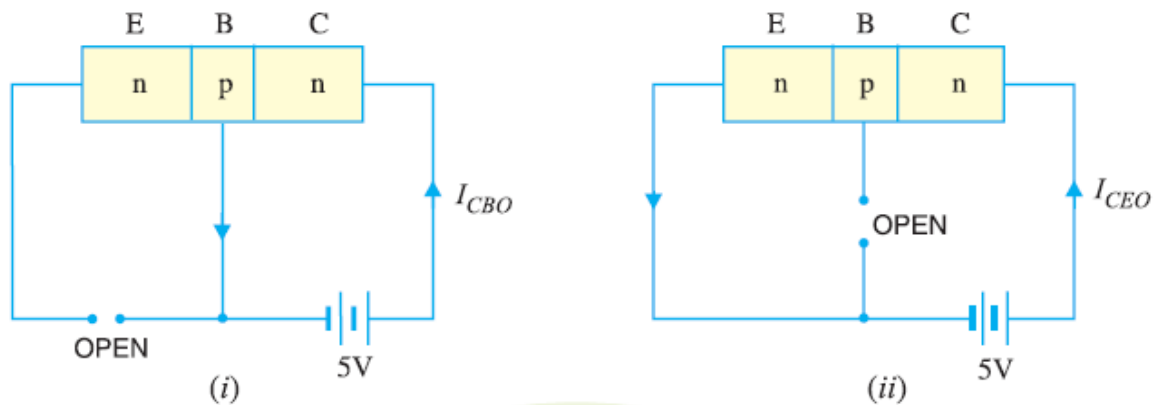 E B C
n p n
I_CBO
OPEN
5V
(i)
E B C
n p n
I_CEO
OPEN
5V
(ii)